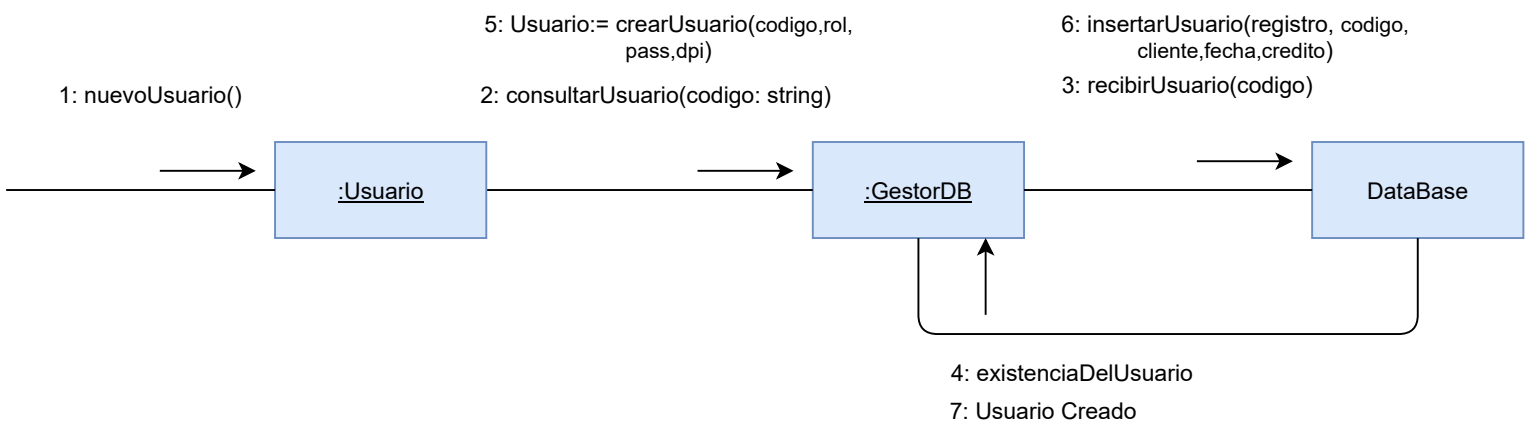 5: Usuario:= crearUsuario(codigo,rol,
pass,dpi)
6: insertarUsuario(registro, codigo,
cliente,fecha,credito)
1: nuevoUsuario()
2: consultarUsuario(codigo: string)
3: recibirUsuario(codigo)
:Usuario
:GestorDB
DataBase
4: existenciaDelUsuario
7: Usuario Creado